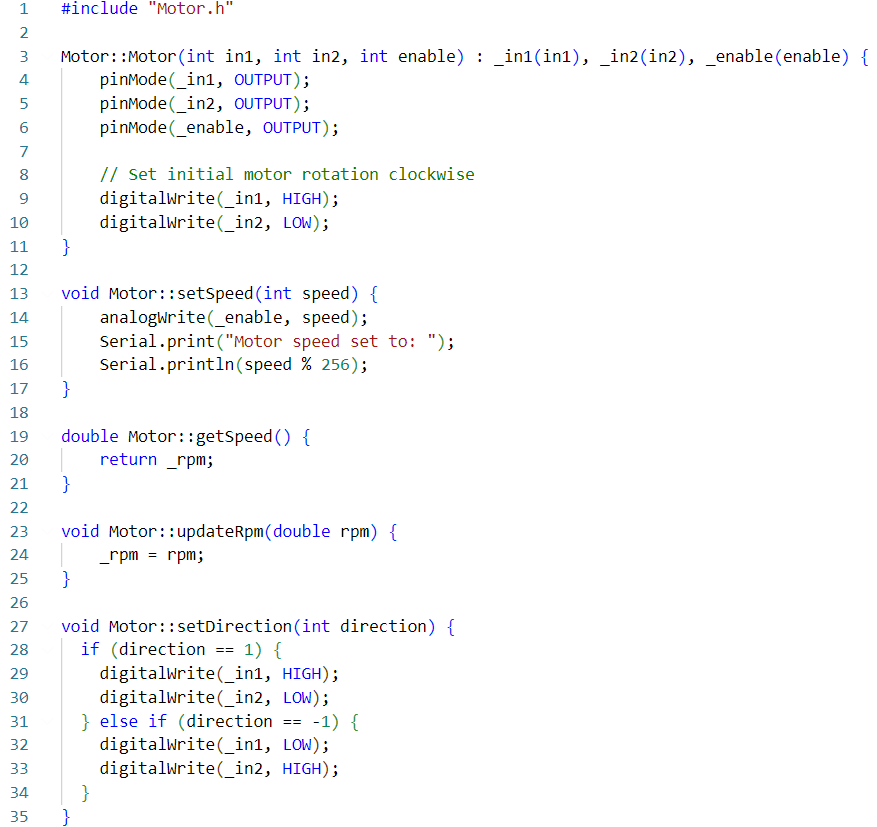 1 #include "Motor.h"
2
3 Motor::Motor(int in1, int in2, int enable) : _in1(in1), _in2(in2), _enable(enable) {
4     pinMode(_in1, OUTPUT);
5     pinMode(_in2, OUTPUT);
6     pinMode(_enable, OUTPUT);
7
8     // Set initial motor rotation clockwise
9     digitalWrite(_in1, HIGH);
10     digitalWrite(_in2, LOW);
11 }
12
13 void Motor::setSpeed(int speed) {
14     analogWrite(_enable, speed);
15     Serial.print("Motor speed set to: ");
16     Serial.println(speed % 256);
17 }
18
19 double Motor::getSpeed() {
20     return _rpm;
21 }
22
23 void Motor::updateRpm(double rpm) {
24     _rpm = rpm;
25 }
26
27 void Motor::setDirection(int direction) {
28   if (direction == 1) {
29     digitalWrite(_in1, HIGH);
30     digitalWrite(_in2, LOW);
31   } else if (direction == -1) {
32     digitalWrite(_in1, LOW);
33     digitalWrite(_in2, HIGH);
34   }
35 }